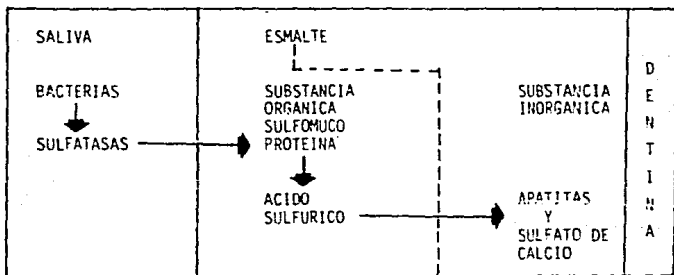 SALIVA
ESMALTE
BACTERIAS
SULFATASAS
SUBSTANCIA
ORGANICA
SULFOMUCO
PROTEINA
ACIDO
SULFURICO
SUBSTANCIA
INORGANICA
APATITAS
Y
SULFATO DE
CALCIO
D
E
N
T
I
N
A